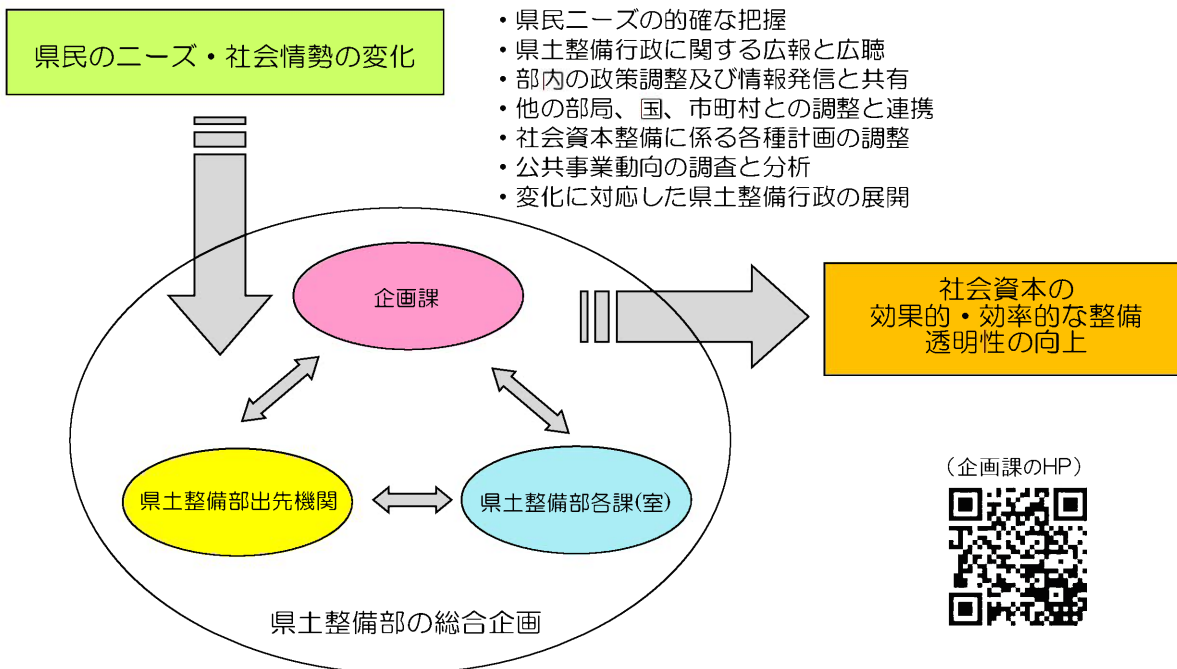 県民のニーズ・社会情勢の変化
・県民ニーズの的確な把握
・県土整備行政に関する広報と広聴
・部内の政策調整及び情報発信と共有
・他の部局、国、市町村との調整と連携
・社会資本整備に係る各種計画の調整
・公共事業動向の調査と分析
・変化に対応した県土整備行政の展開
企画課
社会資本の
効果的・効率的な整備
透明性の向上
県土整備部出先機関
県土整備部各課(室)
（企画課のHP）
県土整備部の総合企画